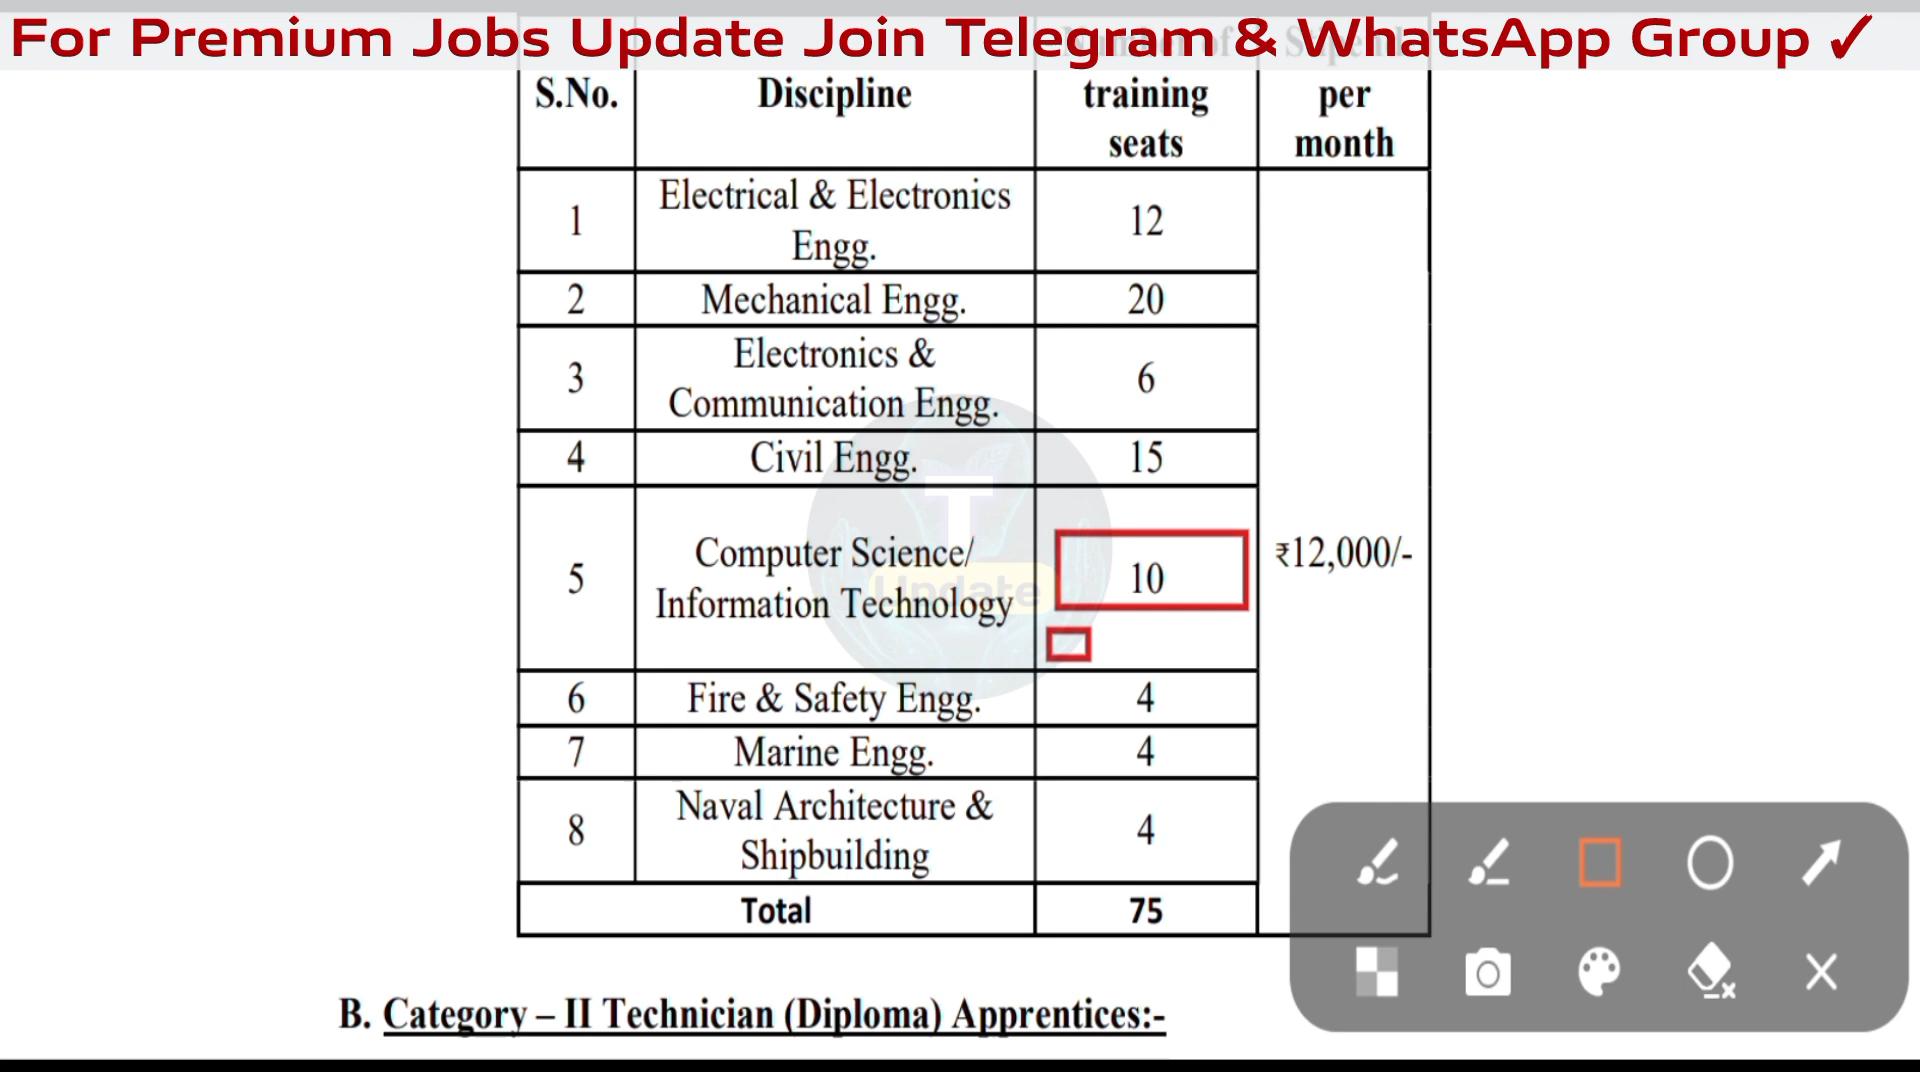 For Premium Jobs Update Join Telegram & WhatsApp Group ✓
S.No.
Discipline
training
seats
per
month
1
Electrical & Electronics
Engg.
12
2
Mechanical Engg.
20
3
Electronics &
Communication Engg.
6
4
Civil Engg.
15
5
Computer Science/
Information Technology
10
₹12,000/-
6
Fire & Safety Engg.
4
7
Marine Engg.
4
8
Naval Architecture &
Shipbuilding
4
Total
75
T
Update
B. Category – II Technician (Diploma) Apprentices:-